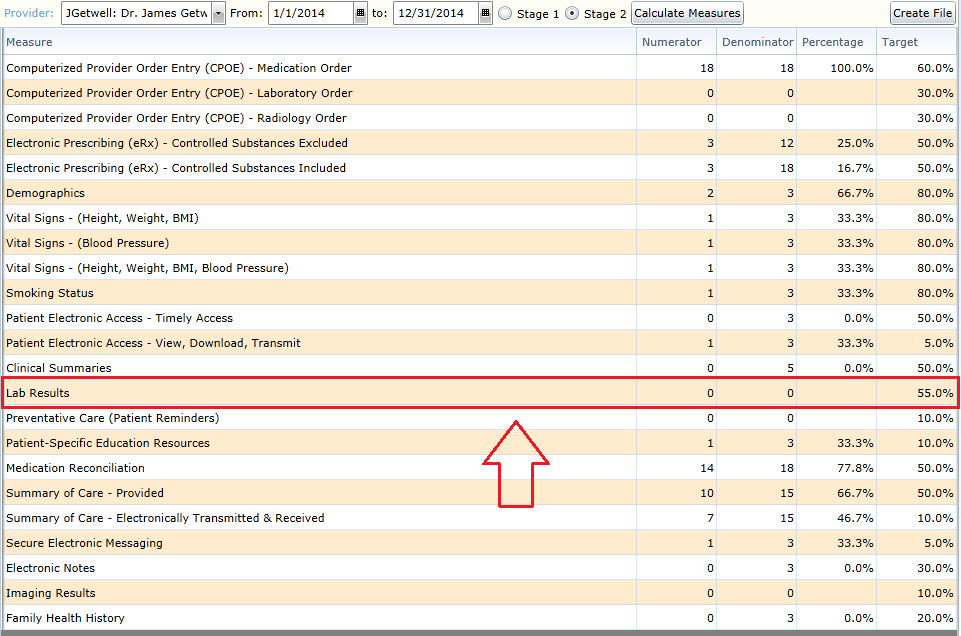 Provider: JGetwell: Dr. James Getw From: 1/1/2014 to: 12/31/2014 Stage 1 Stage 2 Calculate Measures Create File
Measure Numerator Denominator Percentage Target
Computerized Provider Order Entry (CPOE) - Medication Order 18 18 100.0% 60.0%
Computerized Provider Order Entry (CPOE) - Laboratory Order 0 0 30.0%
Computerized Provider Order Entry (CPOE) - Radiology Order 0 0 30.0%
Electronic Prescribing (eRx) - Controlled Substances Excluded 3 12 25.0% 50.0%
Electronic Prescribing (eRx) - Controlled Substances Included 3 18 16.7% 50.0%
Demographics 2 3 66.7% 80.0%
Vital Signs - (Height, Weight, BMI) 1 3 33.3% 80.0%
Vital Signs - (Blood Pressure) 1 3 33.3% 80.0%
Vital Signs - (Height, Weight, BMI, Blood Pressure) 1 3 33.3% 80.0%
Smoking Status 1 3 33.3% 80.0%
Patient Electronic Access - Timely Access 0 3 0.0% 50.0%
Patient Electronic Access - View, Download, Transmit 1 3 33.3% 5.0%
Clinical Summaries 0 5 0.0% 50.0%
Lab Results 0 0 55.0%
Preventative Care (Patient Reminders) 0 0 10.0%
Patient-Specific Education Resources 1 3 33.3% 10.0%
Medication Reconciliation 14 18 77.8% 50.0%
Summary of Care - Provided 10 15 66.7% 50.0%
Summary of Care - Electronically Transmitted & Received 7 15 46.7% 10.0%
Secure Electronic Messaging 1 3 33.3% 5.0%
Electronic Notes 0 3 0.0% 30.0%
Imaging Results 0 0 10.0%
Family Health History 0 3 0.0% 20.0%